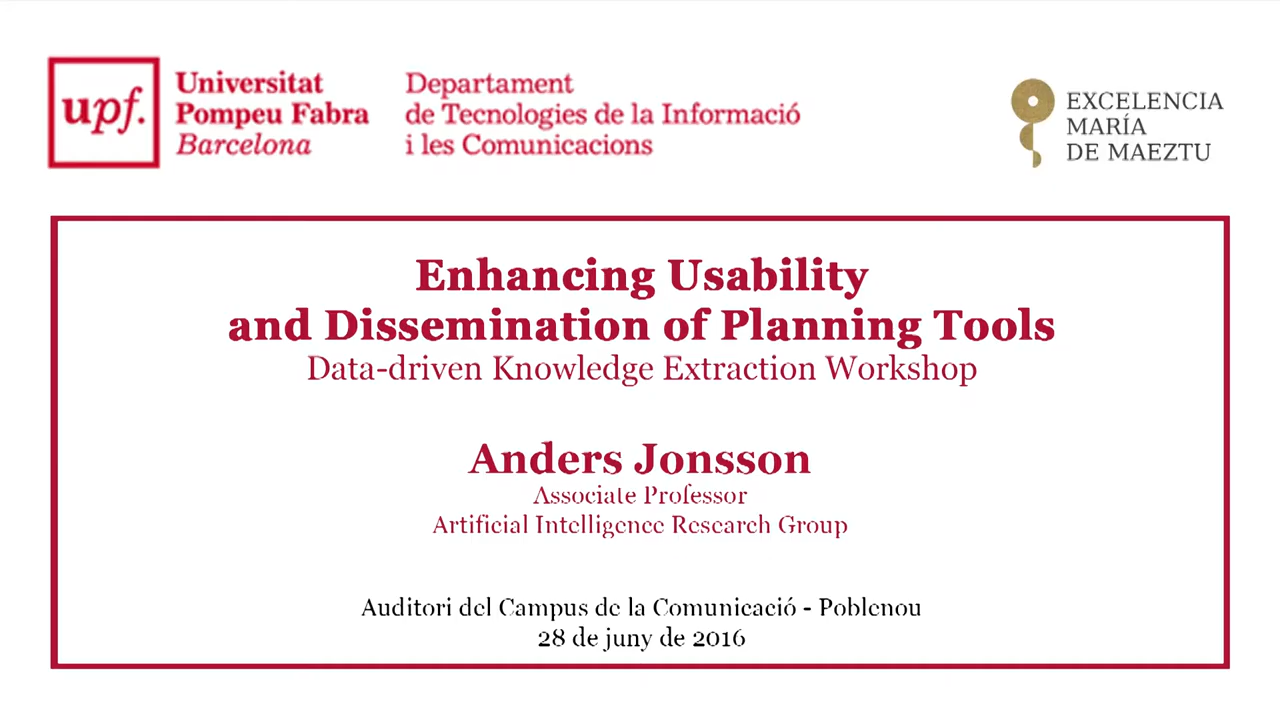 upf.
Universitat
Pompeu Fabra
Barcelona
Departament
de Tecnologies de la Informació
i les Comunicacions
EXCELENCIA
MARÍA
DE MAEZTU
Enhancing Usability
and Dissemination of Planning Tools
Data-driven Knowledge Extraction Workshop
Anders Jonsson
Associate Professor
Artificial Intelligence Research Group
Auditori del Campus de la Comunicació - Poblenou
28 de juny de 2016